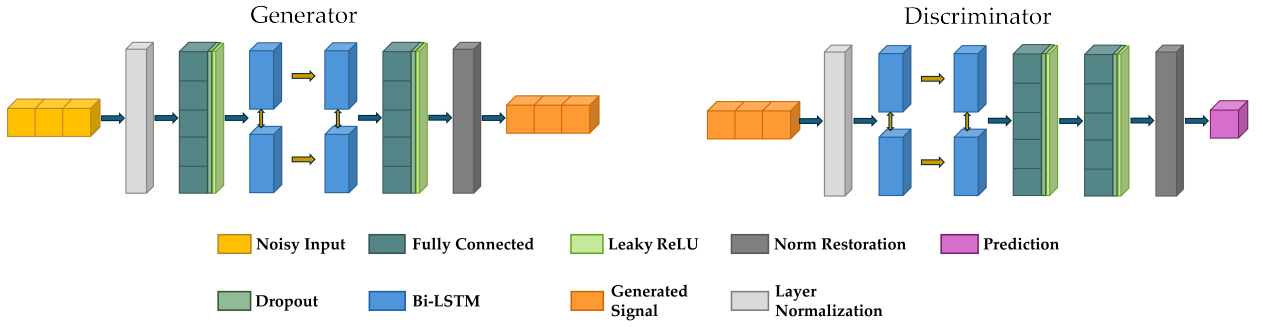 Generator
Discriminator
Noisy Input
Fully Connected
Leaky ReLU
Norm Restoration
Prediction
Dropout
Bi-LSTM
Generated
Signal
Layer
Normalization